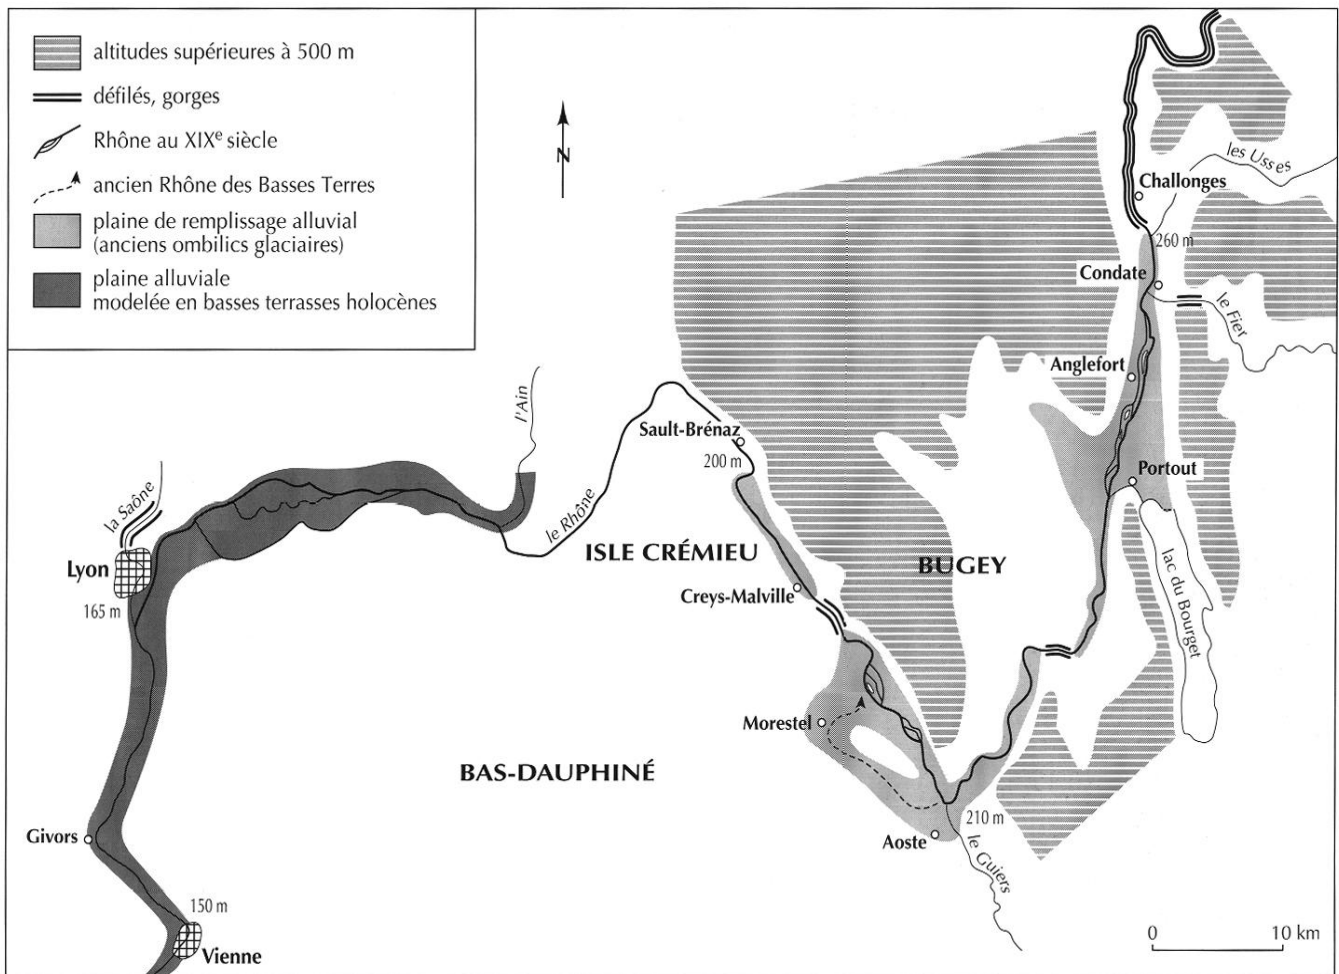 altitudes supérieures à 500 m
défilés, gorges
Rhône au XIXe siècle
ancien Rhône des Basses Terres
plaine de remplissage alluvial
(anciens ombilics glaciaires)
plaine alluviale
modelée en basses terrasses holocènes
N
les Usses
Challonges
260 m
Condate
le Fier
Anglefort
l'Ain
Sault-Brénaz
200 m
Portout
la Saône
le Rhône
ISLE CRÉMIEU
BUGEY
lac du Bourget
Lyon
165 m
Creys-Malville
Morestel
BAS-DAUPHINÉ
210 m
Givors
Aoste
le Guiers
150 m
Vienne
0 10 km